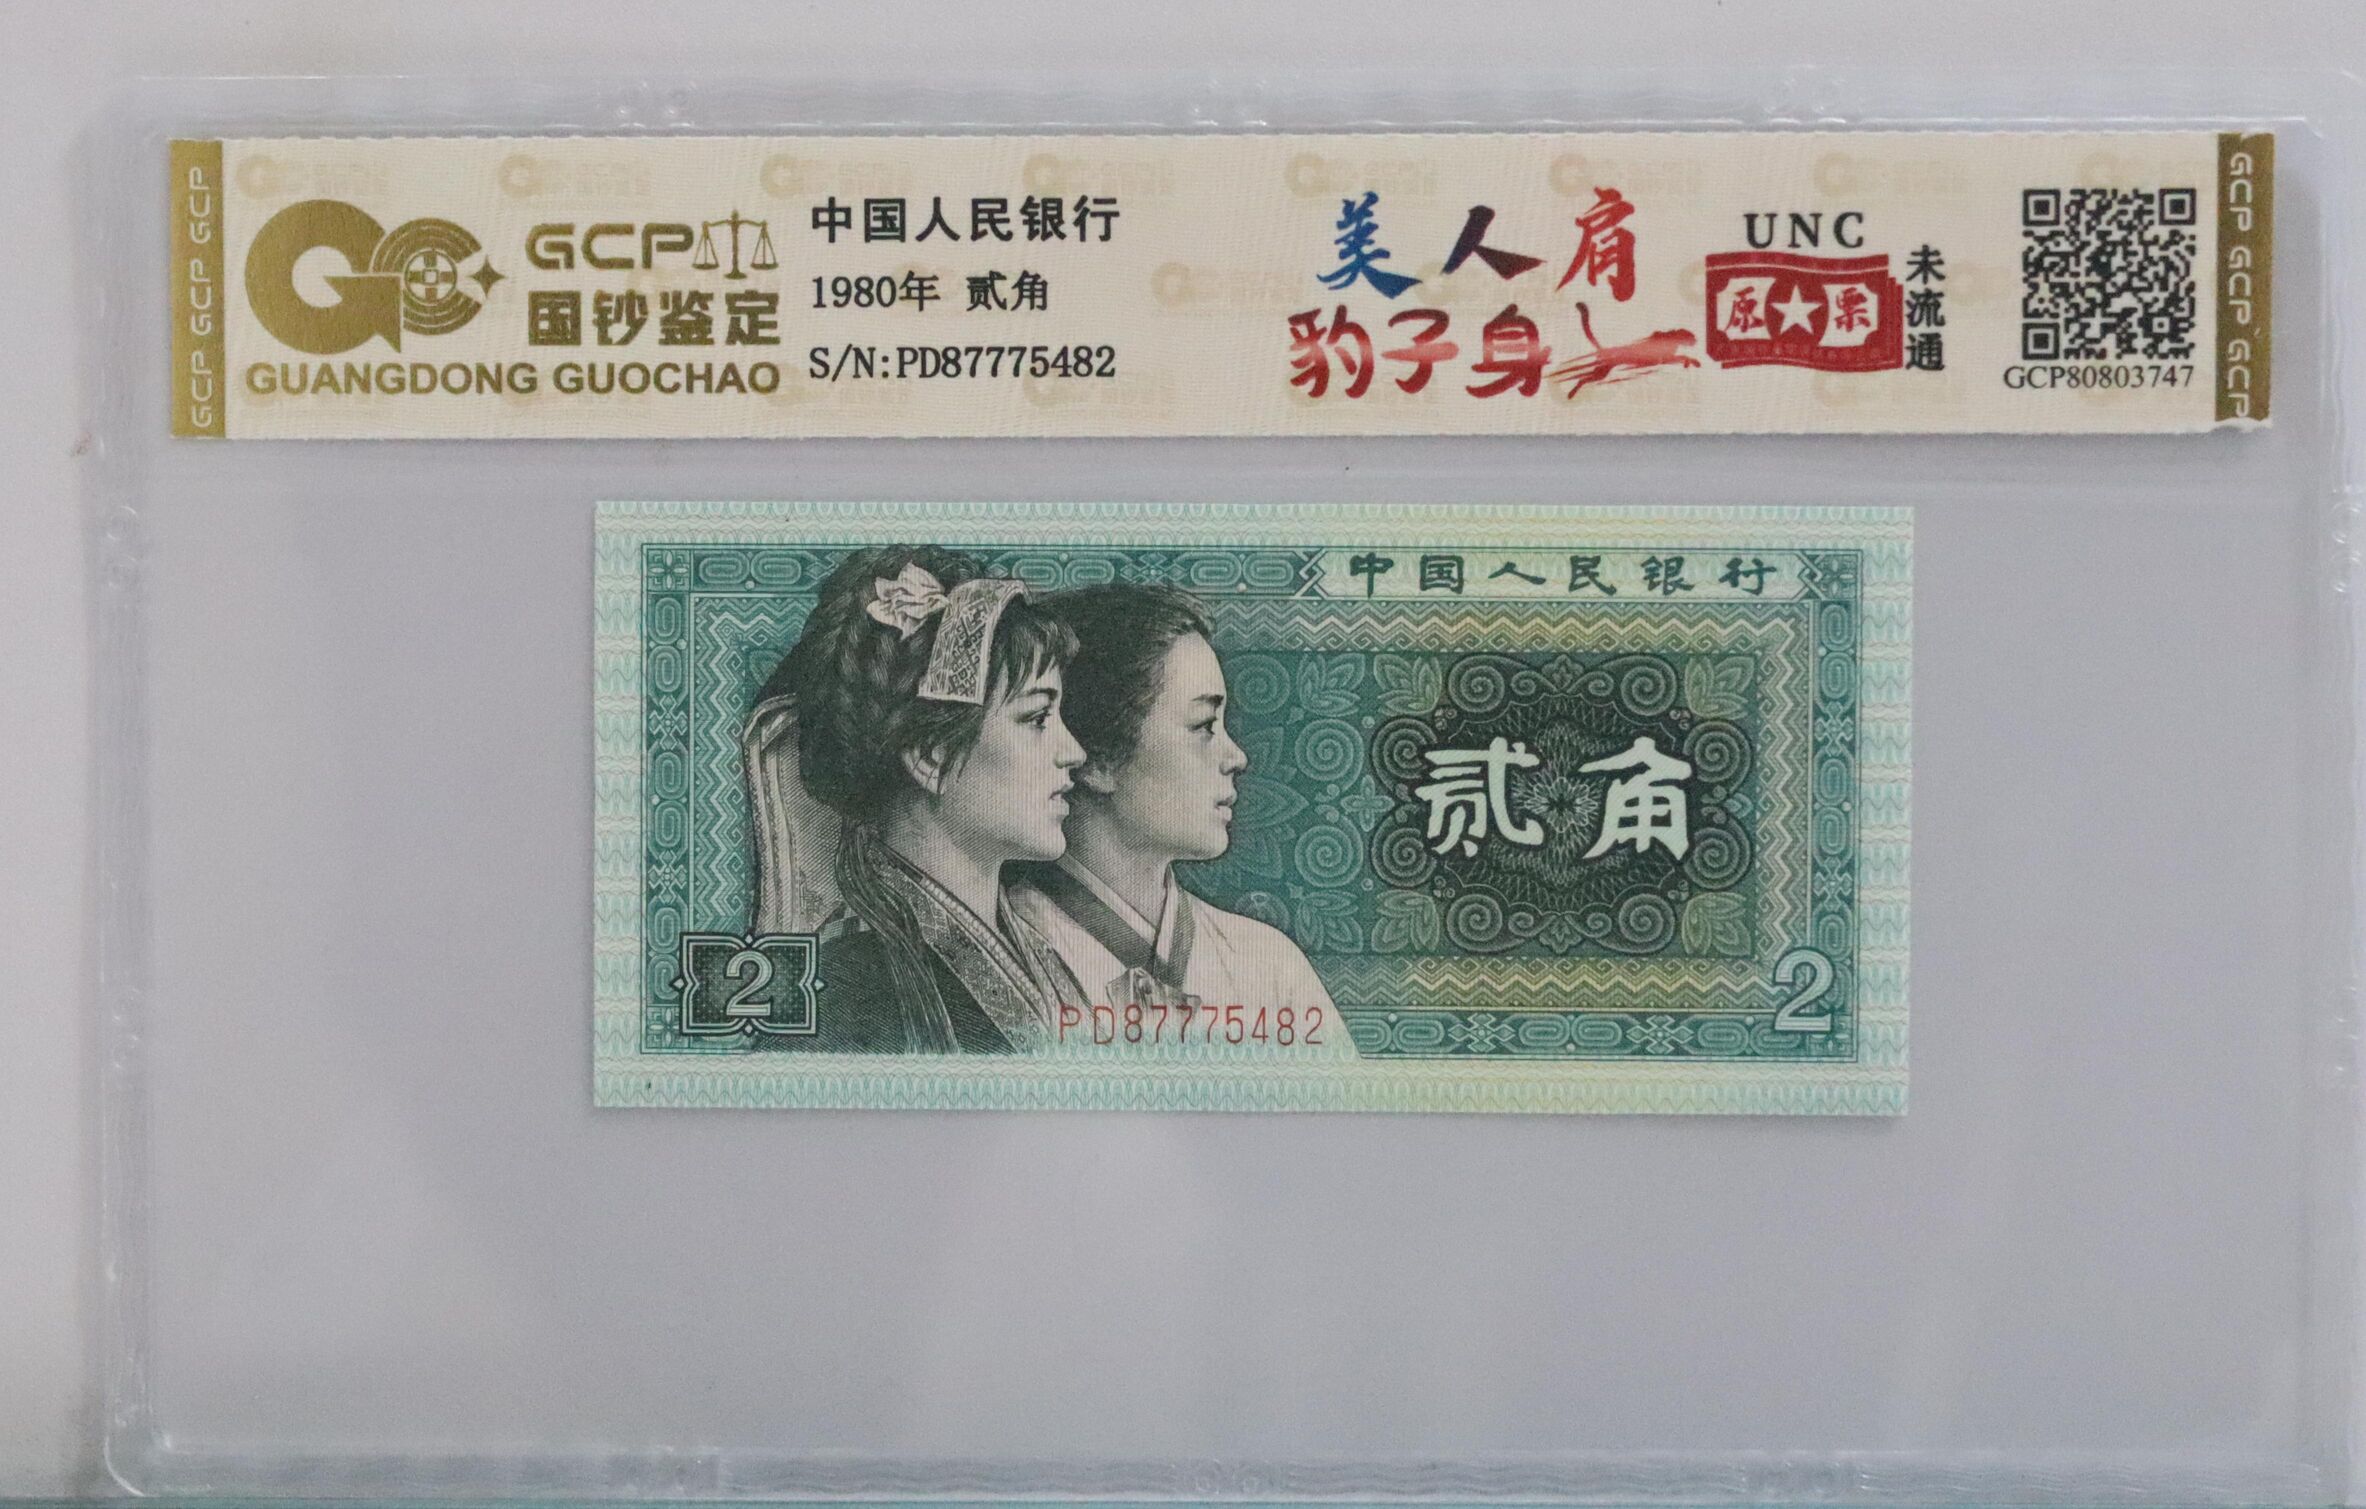 GCP GCP GCP
GCP
国钞鉴定
GUANGDONG GUOCHAO
中国人民银行
1980年 贰角
S/N:PD87775482
美人肩
豹子身
UNC
原票
未流通
GCP80803747
GCP GCP GCP
中国人民银行
贰角
2
2
PD87775482